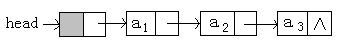 head a₁ a₂ a₃ ∧